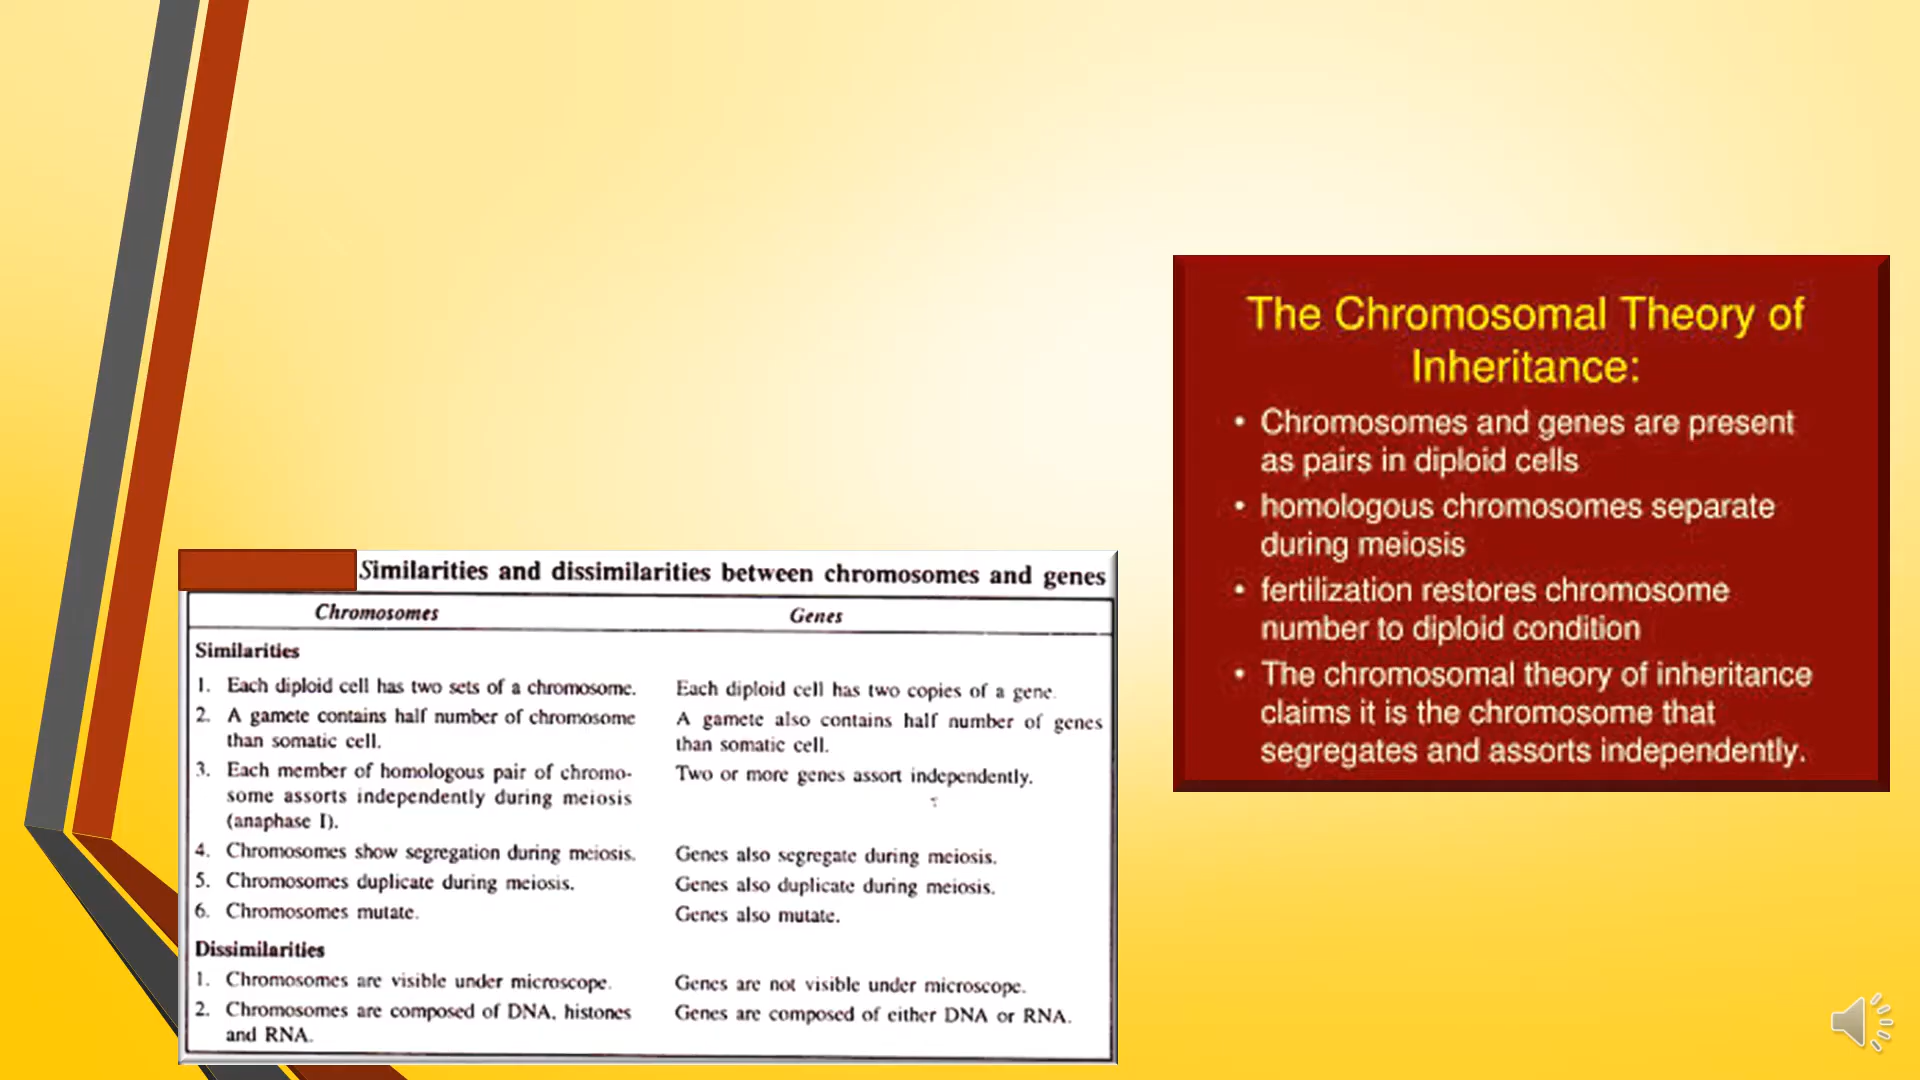 Similarities and dissimilarities between chromosomes and genes
Chromosomes Genes
Similarities
1. Each diploid cell has two sets of a chromosome. Each diploid cell has two copies of a gene.
2. A gamete contains half number of chromosome A gamete also contains half number of genes
than somatic cell. than somatic cell.
3. Each member of homologous pair of chromo- Two or more genes assort independently.
some assorts independently during meiosis
(anaphase I).
4. Chromosomes show segregation during meiosis. Genes also segregate during meiosis.
5. Chromosomes duplicate during meiosis. Genes also duplicate during meiosis.
6. Chromosomes mutate. Genes also mutate.
Dissimilarities
1. Chromosomes are visible under microscope. Genes are not visible under microscope.
2. Chromosomes are composed of DNA, histones Genes are composed of either DNA or RNA.
and RNA.
The Chromosomal Theory of
Inheritance:
• Chromosomes and genes are present
as pairs in diploid cells
• homologous chromosomes separate
during meiosis
• fertilization restores chromosome
number to diploid condition
• The chromosomal theory of inheritance
claims it is the chromosome that
segregates and assorts independently.